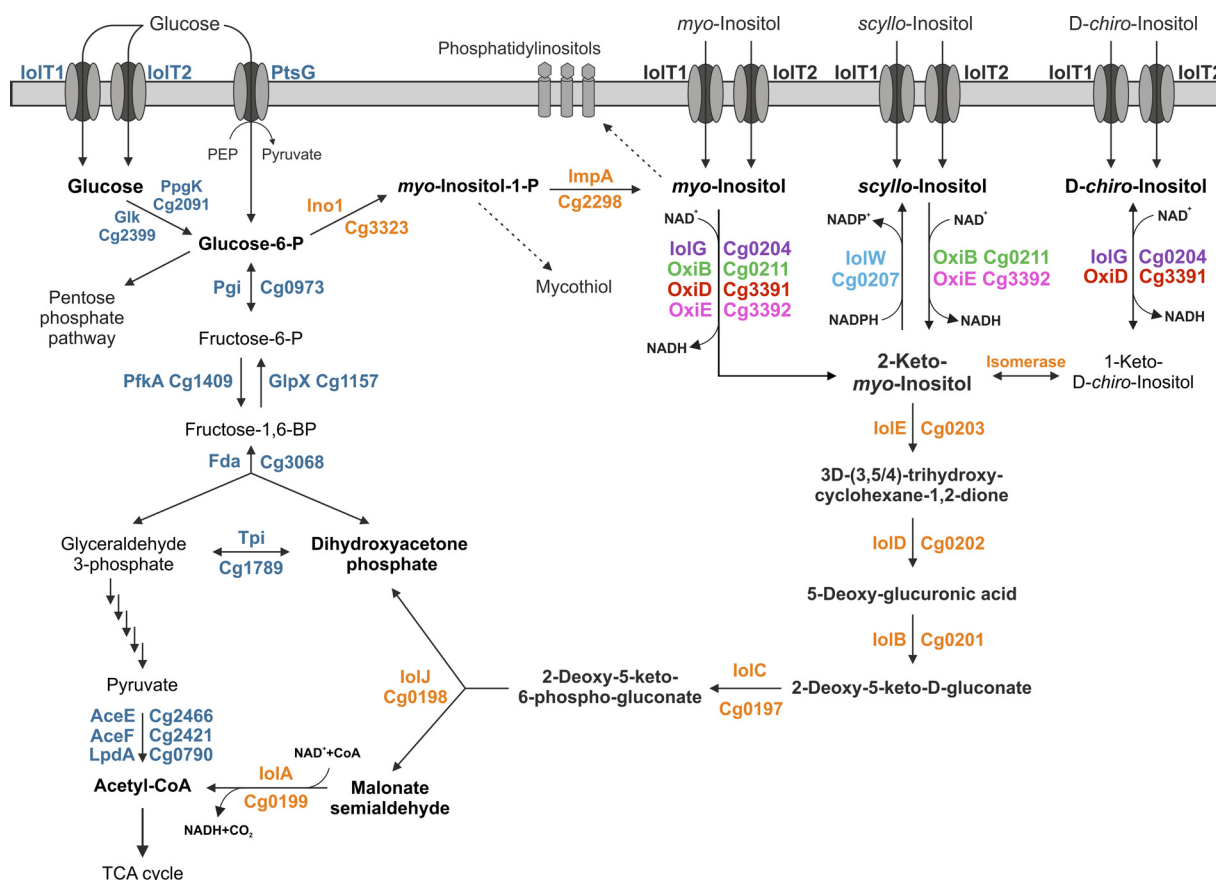 Glucose
myo-Inositol
scyllo-Inositol
D-chiro-Inositol
Phosphatidylinositols
IolT1
IolT2
PtsG
IolT1
IolT2
IolT1
IolT2
IolT1
IolT2
PEP
Pyruvate
Glucose
PpgK
Cg2091
Glk
Cg2399
Glucose-6-P
Ino1
Cg3323
myo-Inositol-1-P
ImpA
Cg2298
myo-Inositol
scyllo-Inositol
D-chiro-Inositol
Mycothiol
Pentose
phosphate
pathway
Pgi Cg0973
Fructose-6-P
PfkA Cg1409
GlpX Cg1157
Fructose-1,6-BP
Fda Cg3068
Glyceraldehyde
3-phosphate
Tpi
Cg1789
Dihydroxyacetone
phosphate
Pyruvate
AceE Cg2466
AceF Cg2421
LpdA Cg0790
Acetyl-CoA
TCA cycle
NAD+
IolG Cg0204
OxiB Cg0211
OxiD Cg3391
OxiE Cg3392
NADH
NADP+
IolW
Cg0207
NADPH
NAD+
OxiB Cg0211
OxiE Cg3392
NADH
NAD+
IolG Cg0204
OxiD Cg3391
NADH
2-Keto-
myo-Inositol
Isomerase
1-Keto-
D-chiro-Inositol
IolE Cg0203
3D-(3,5/4)-trihydroxy-
cyclohexane-1,2-dione
IolD Cg0202
5-Deoxy-glucuronic acid
IolB Cg0201
2-Deoxy-5-keto-D-gluconate
IolC
Cg0197
2-Deoxy-5-keto-
6-phospho-gluconate
IolJ
Cg0198
Malonate
semialdehyde
NAD++CoA
IolA
Cg0199
NADH+CO₂